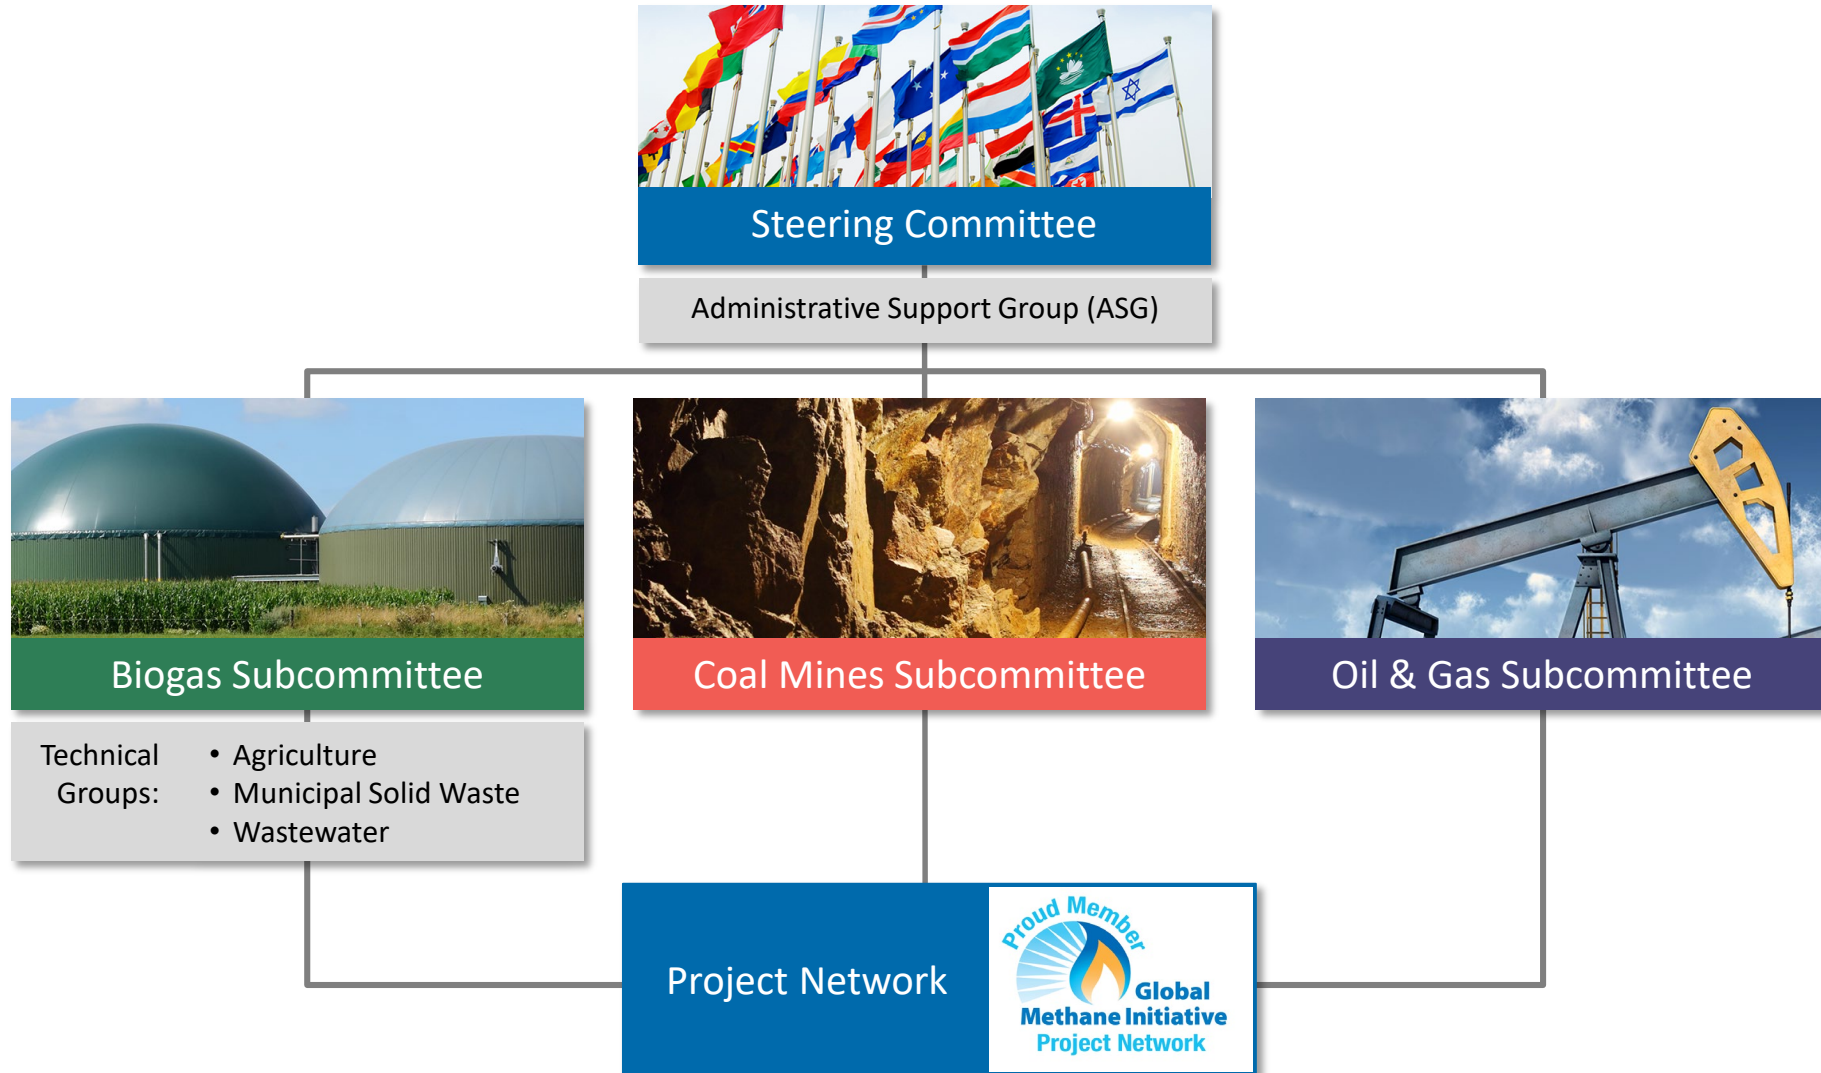 Steering Committee
Administrative Support Group (ASG)
Biogas Subcommittee
Coal Mines Subcommittee
Oil & Gas Subcommittee
Technical
Groups:
• Agriculture
• Municipal Solid Waste
• Wastewater
Project Network
Proud Member
Global
Methane Initiative
Project Network